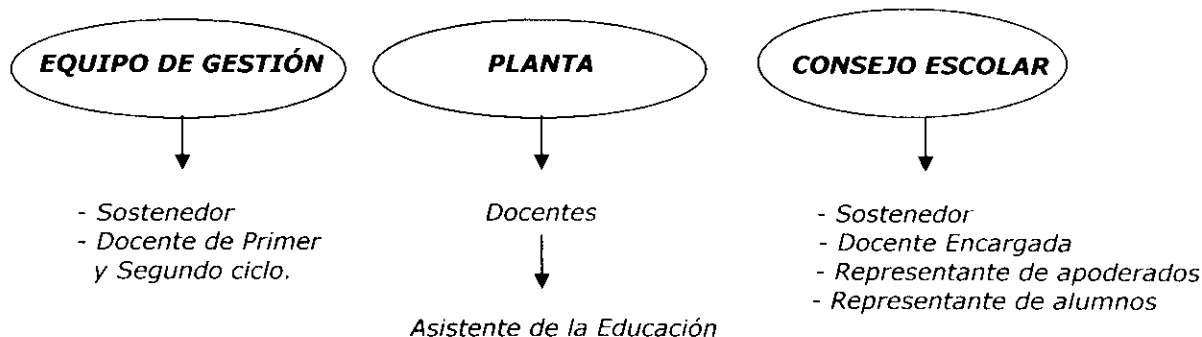 EQUIPO DE GESTIÓN
- Sostenedor
- Docente de Primer
y Segundo ciclo.
PLANTA
Docentes
Asistente de la Educación
CONSEJO ESCOLAR
- Sostenedor
- Docente Encargada
- Representante de apoderados
- Representante de alumnos